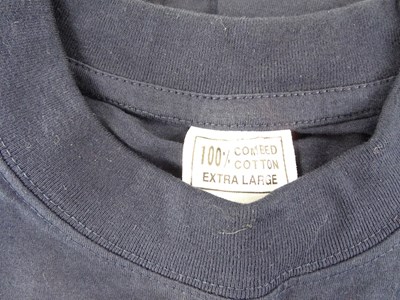 100% COMBED
COTTON
EXTRA LARGE